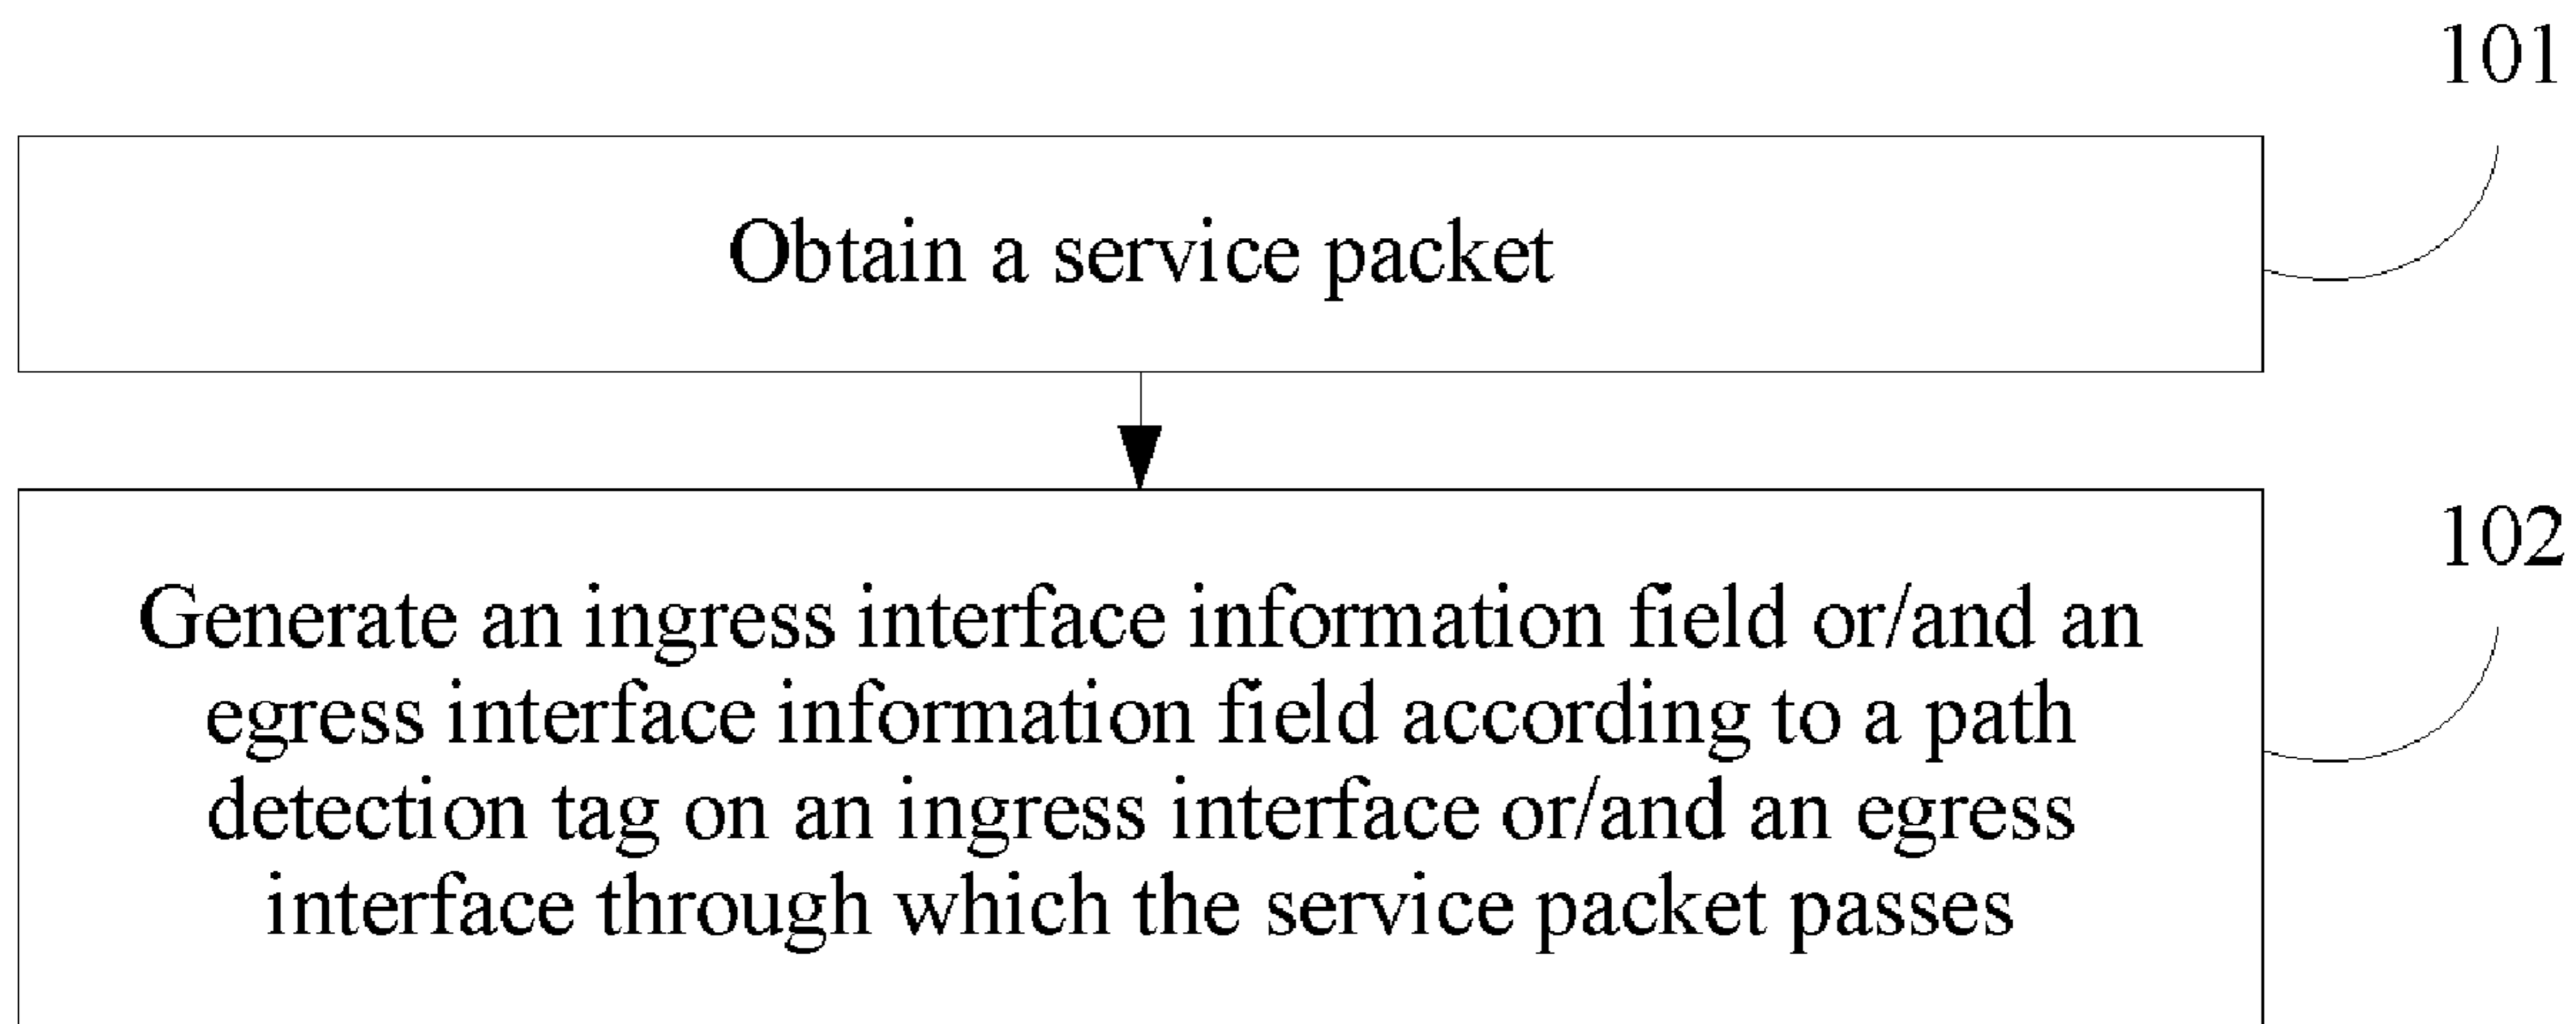 101
Obtain a service packet
102
Generate an ingress interface information field or/and an
egress interface information field according to a path
detection tag on an ingress interface or/and an egress
interface through which the service packet passes